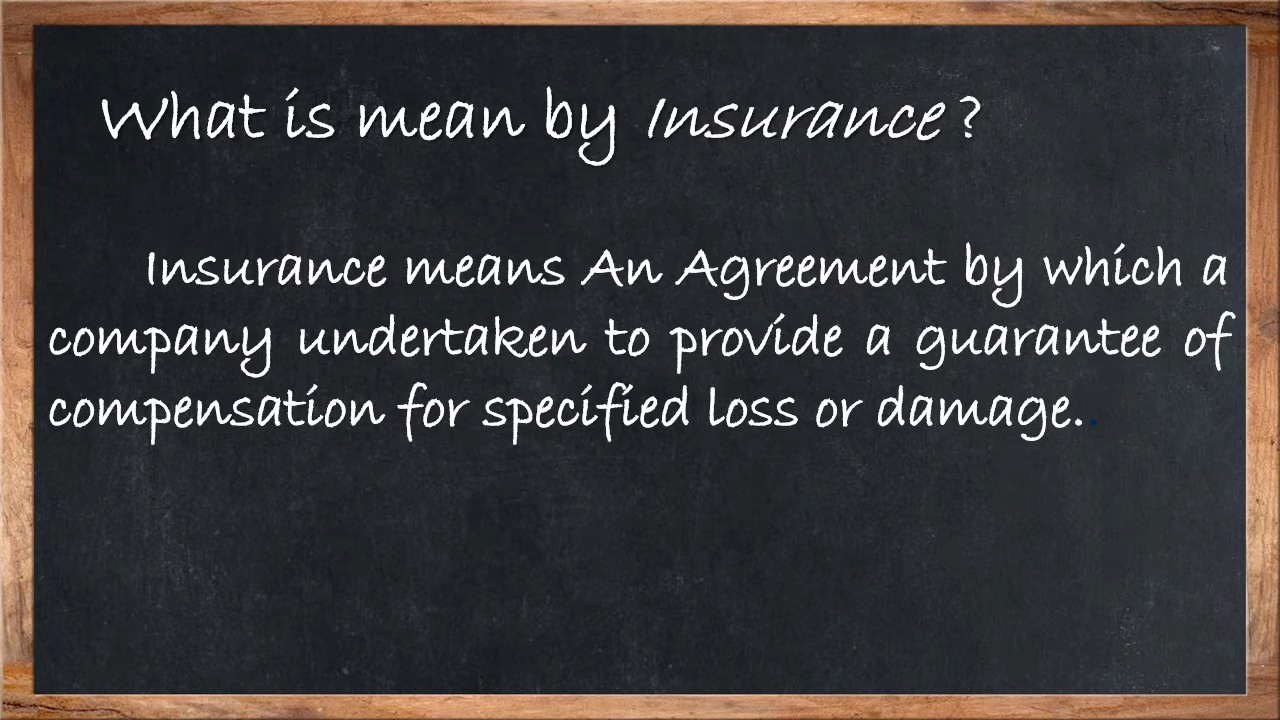 What is mean by Insurance ?
Insurance means An Agreement by which a
company undertaken to provide a guarantee of
compensation for specified loss or damage..